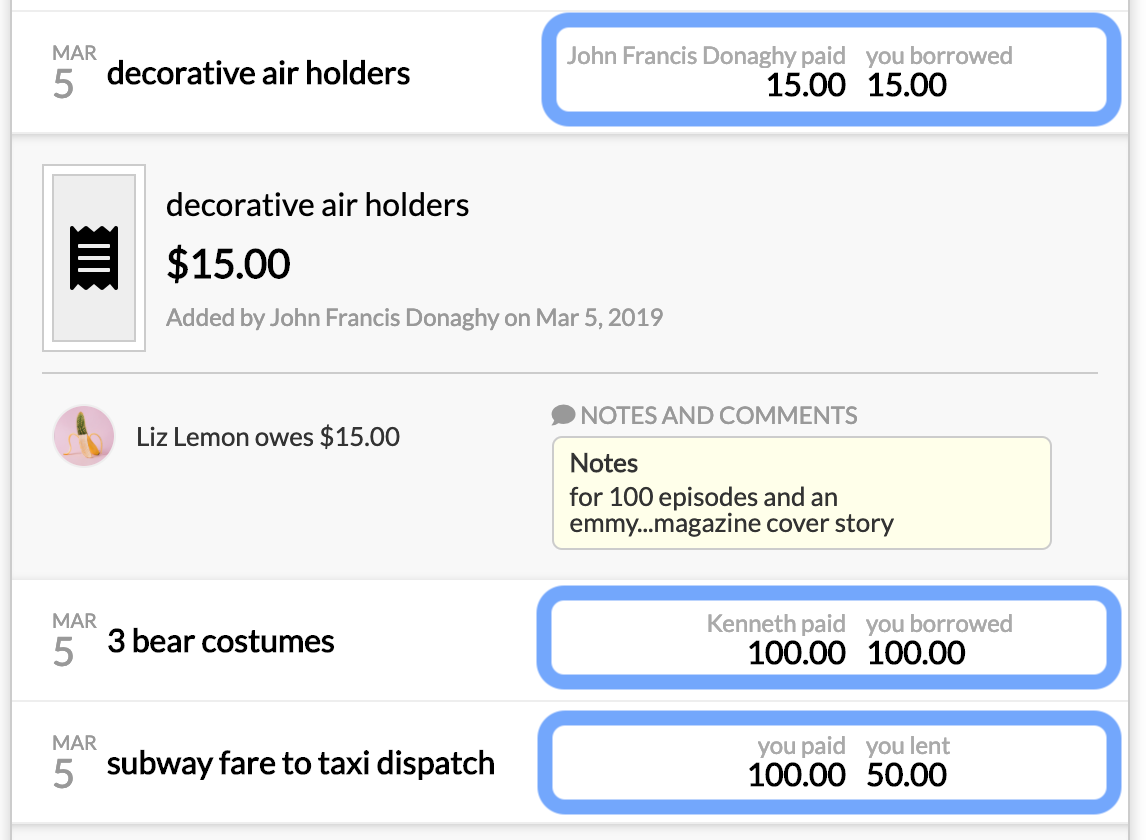 MAR
5
decorative air holders
John Francis Donaghy paid you borrowed
15.00 15.00
decorative air holders
$15.00
Added by John Francis Donaghy on Mar 5, 2019
Liz Lemon owes $15.00
NOTES AND COMMENTS
Notes
for 100 episodes and an
emmy...magazine cover story
MAR
5
3 bear costumes
Kenneth paid you borrowed
100.00 100.00
MAR
5
subway fare to taxi dispatch
you paid you lent
100.00 50.00